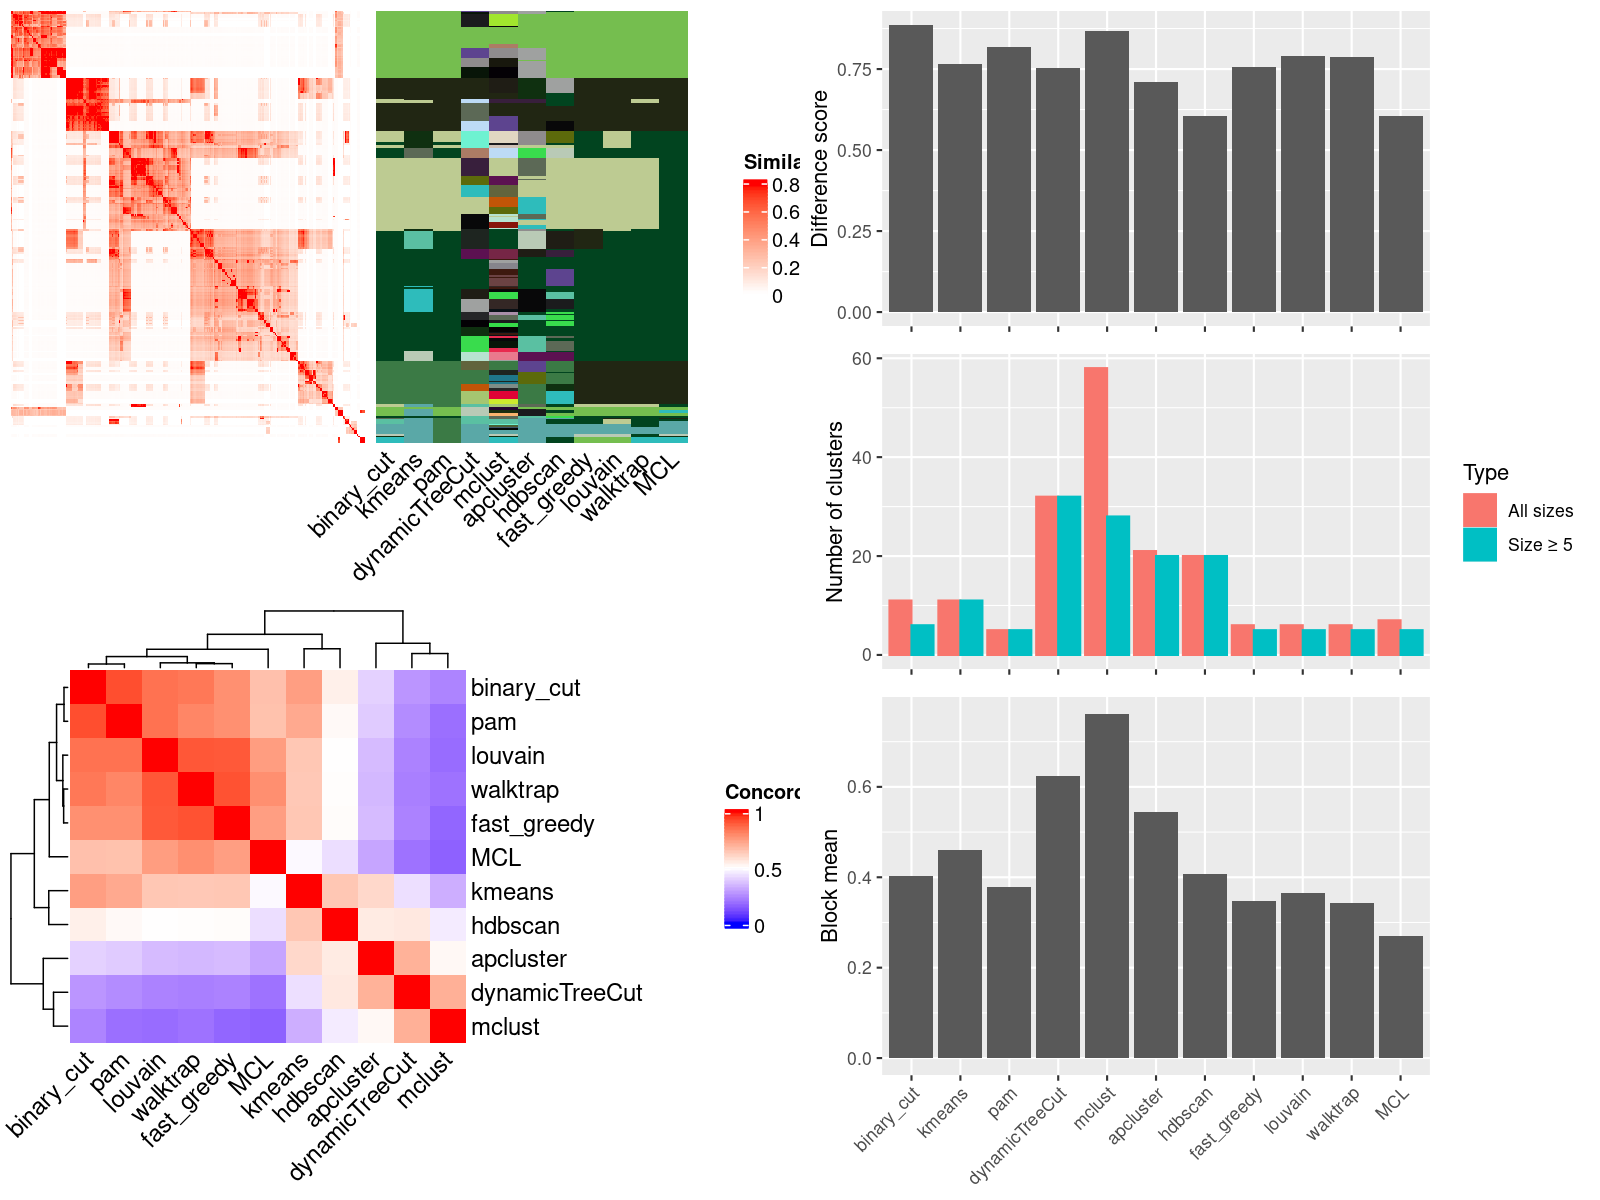 Simila
0.8
0.6
0.4
0.2
0
binary_cut
kmeans
pam
dynamicTreeCut
mclust
apcluster
hdbscan
fast_greedy
louvain
walktrap
MCL
Difference score
0.75
0.50
0.25
0.00
Number of clusters
60
40
20
0
Type
All sizes
Size ≥ 5
binary_cut
pam
louvain
walktrap
fast_greedy
MCL
kmeans
hdbscan
apcluster
dynamicTreeCut
mclust
binary_cut
pam
louvain
walktrap
fast_greedy
MCL
kmeans
hdbscan
apcluster
dynamicTreeCut
mclust
Concord
1
0.5
0
Block mean
0.6
0.4
0.2
0.0
binary_cut
kmeans
pam
dynamicTreeCut
mclust
apcluster
hdbscan
fast_greedy
louvain
walktrap
MCL